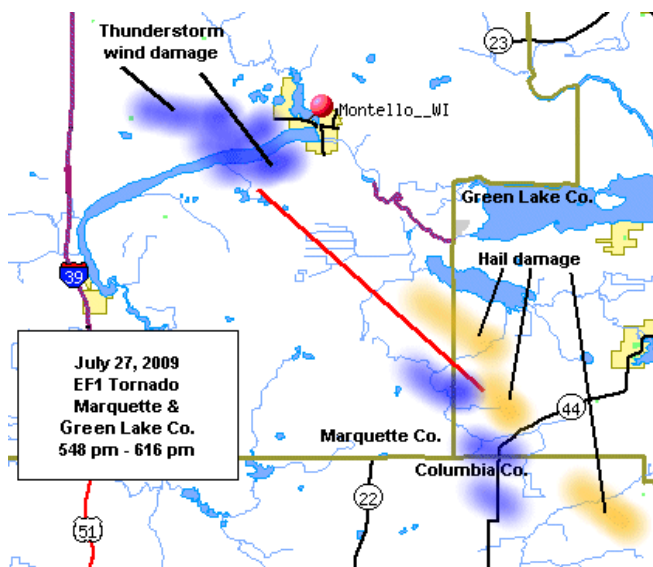 Thunderstorm
wind damage
23
Montello__WI
Green Lake Co.
Hail damage
39
July 27, 2009
EF1 Tornado
Marquette &
Green Lake Co.
548 pm - 616 pm
44
Marquette Co.
Columbia Co.
22
51